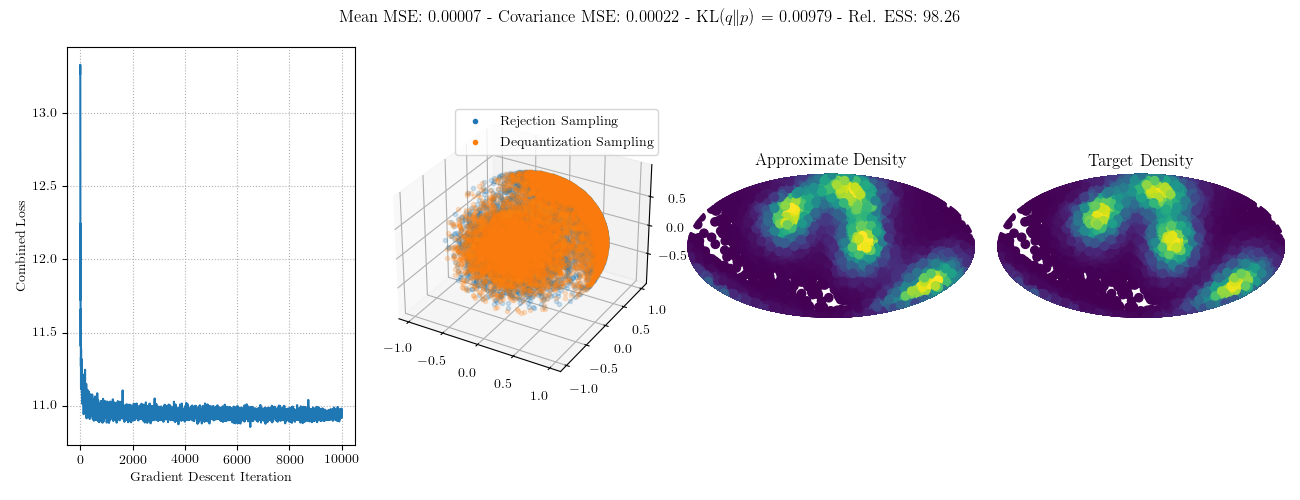 Mean MSE: 0.00007 - Covariance MSE: 0.00022 - KL(q‖p) = 0.00979 - Rel. ESS: 98.26
Combined Loss
13.0
12.5
12.0
11.5
11.0
0 2000 4000 6000 8000 10000
Gradient Descent Iteration
Rejection Sampling
Dequantization Sampling
0.5
0.0
−0.5
1.0
0.5
0.0
−0.5
−1.0
−1.0
−0.5
0.0
0.5
1.0
Approximate Density
Target Density